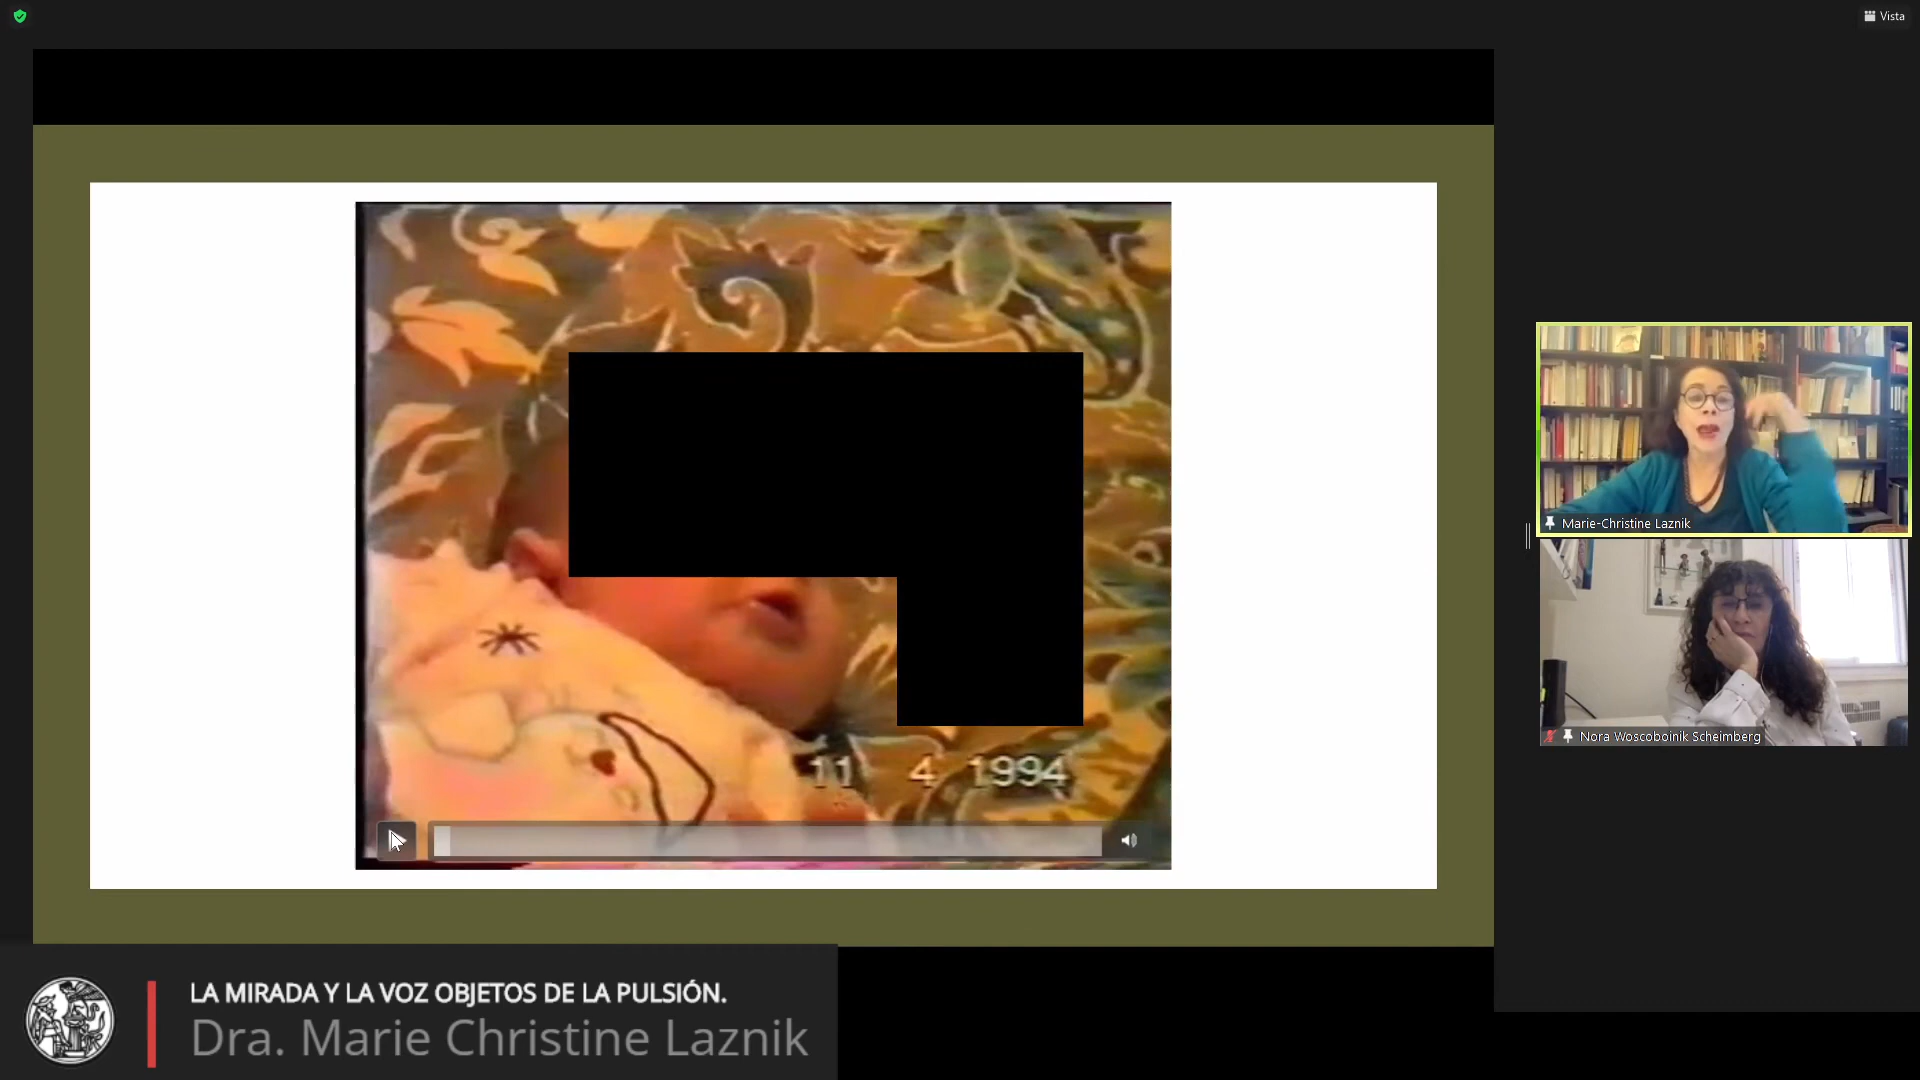 Vista
11 4 1994
Marie-Christine Laznik
Nora Woscoboinik Scheimberg
LA MIRADA Y LA VOZ OBJETOS DE LA PULSIÓN.
Dra. Marie Christine Laznik